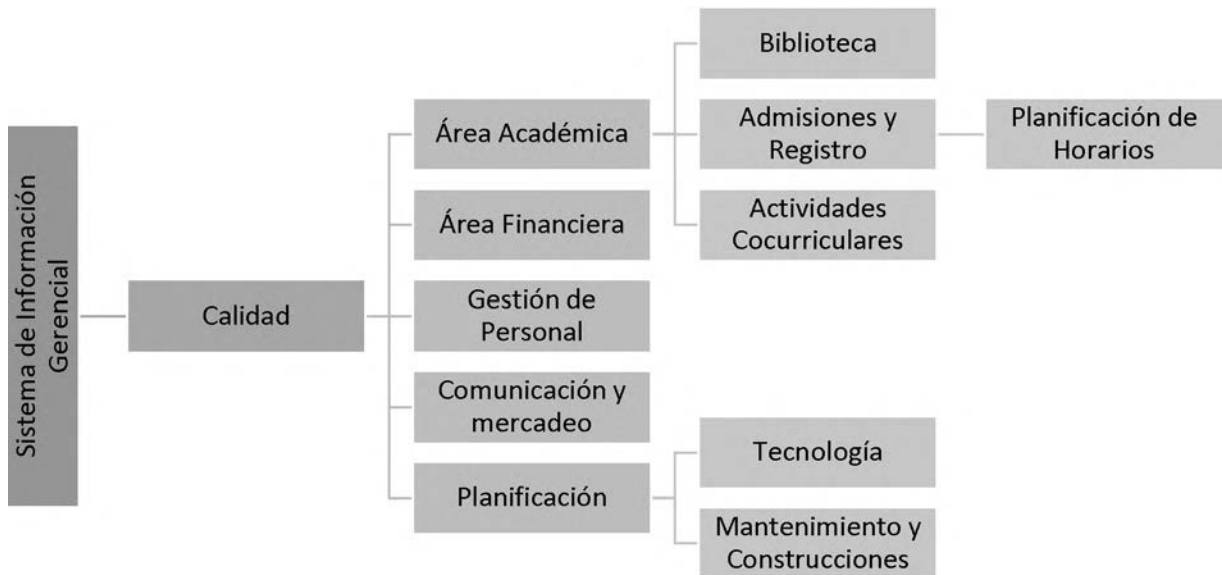 Sistema de Información
Gerencial
Calidad
Área Académica
Área Financiera
Gestión de
Personal
Comunicación y
mercadeo
Planificación
Biblioteca
Admisiones y
Registro
Actividades
Cocurriculares
Tecnología
Mantenimiento y
Construcciones
Planificación de
Horarios